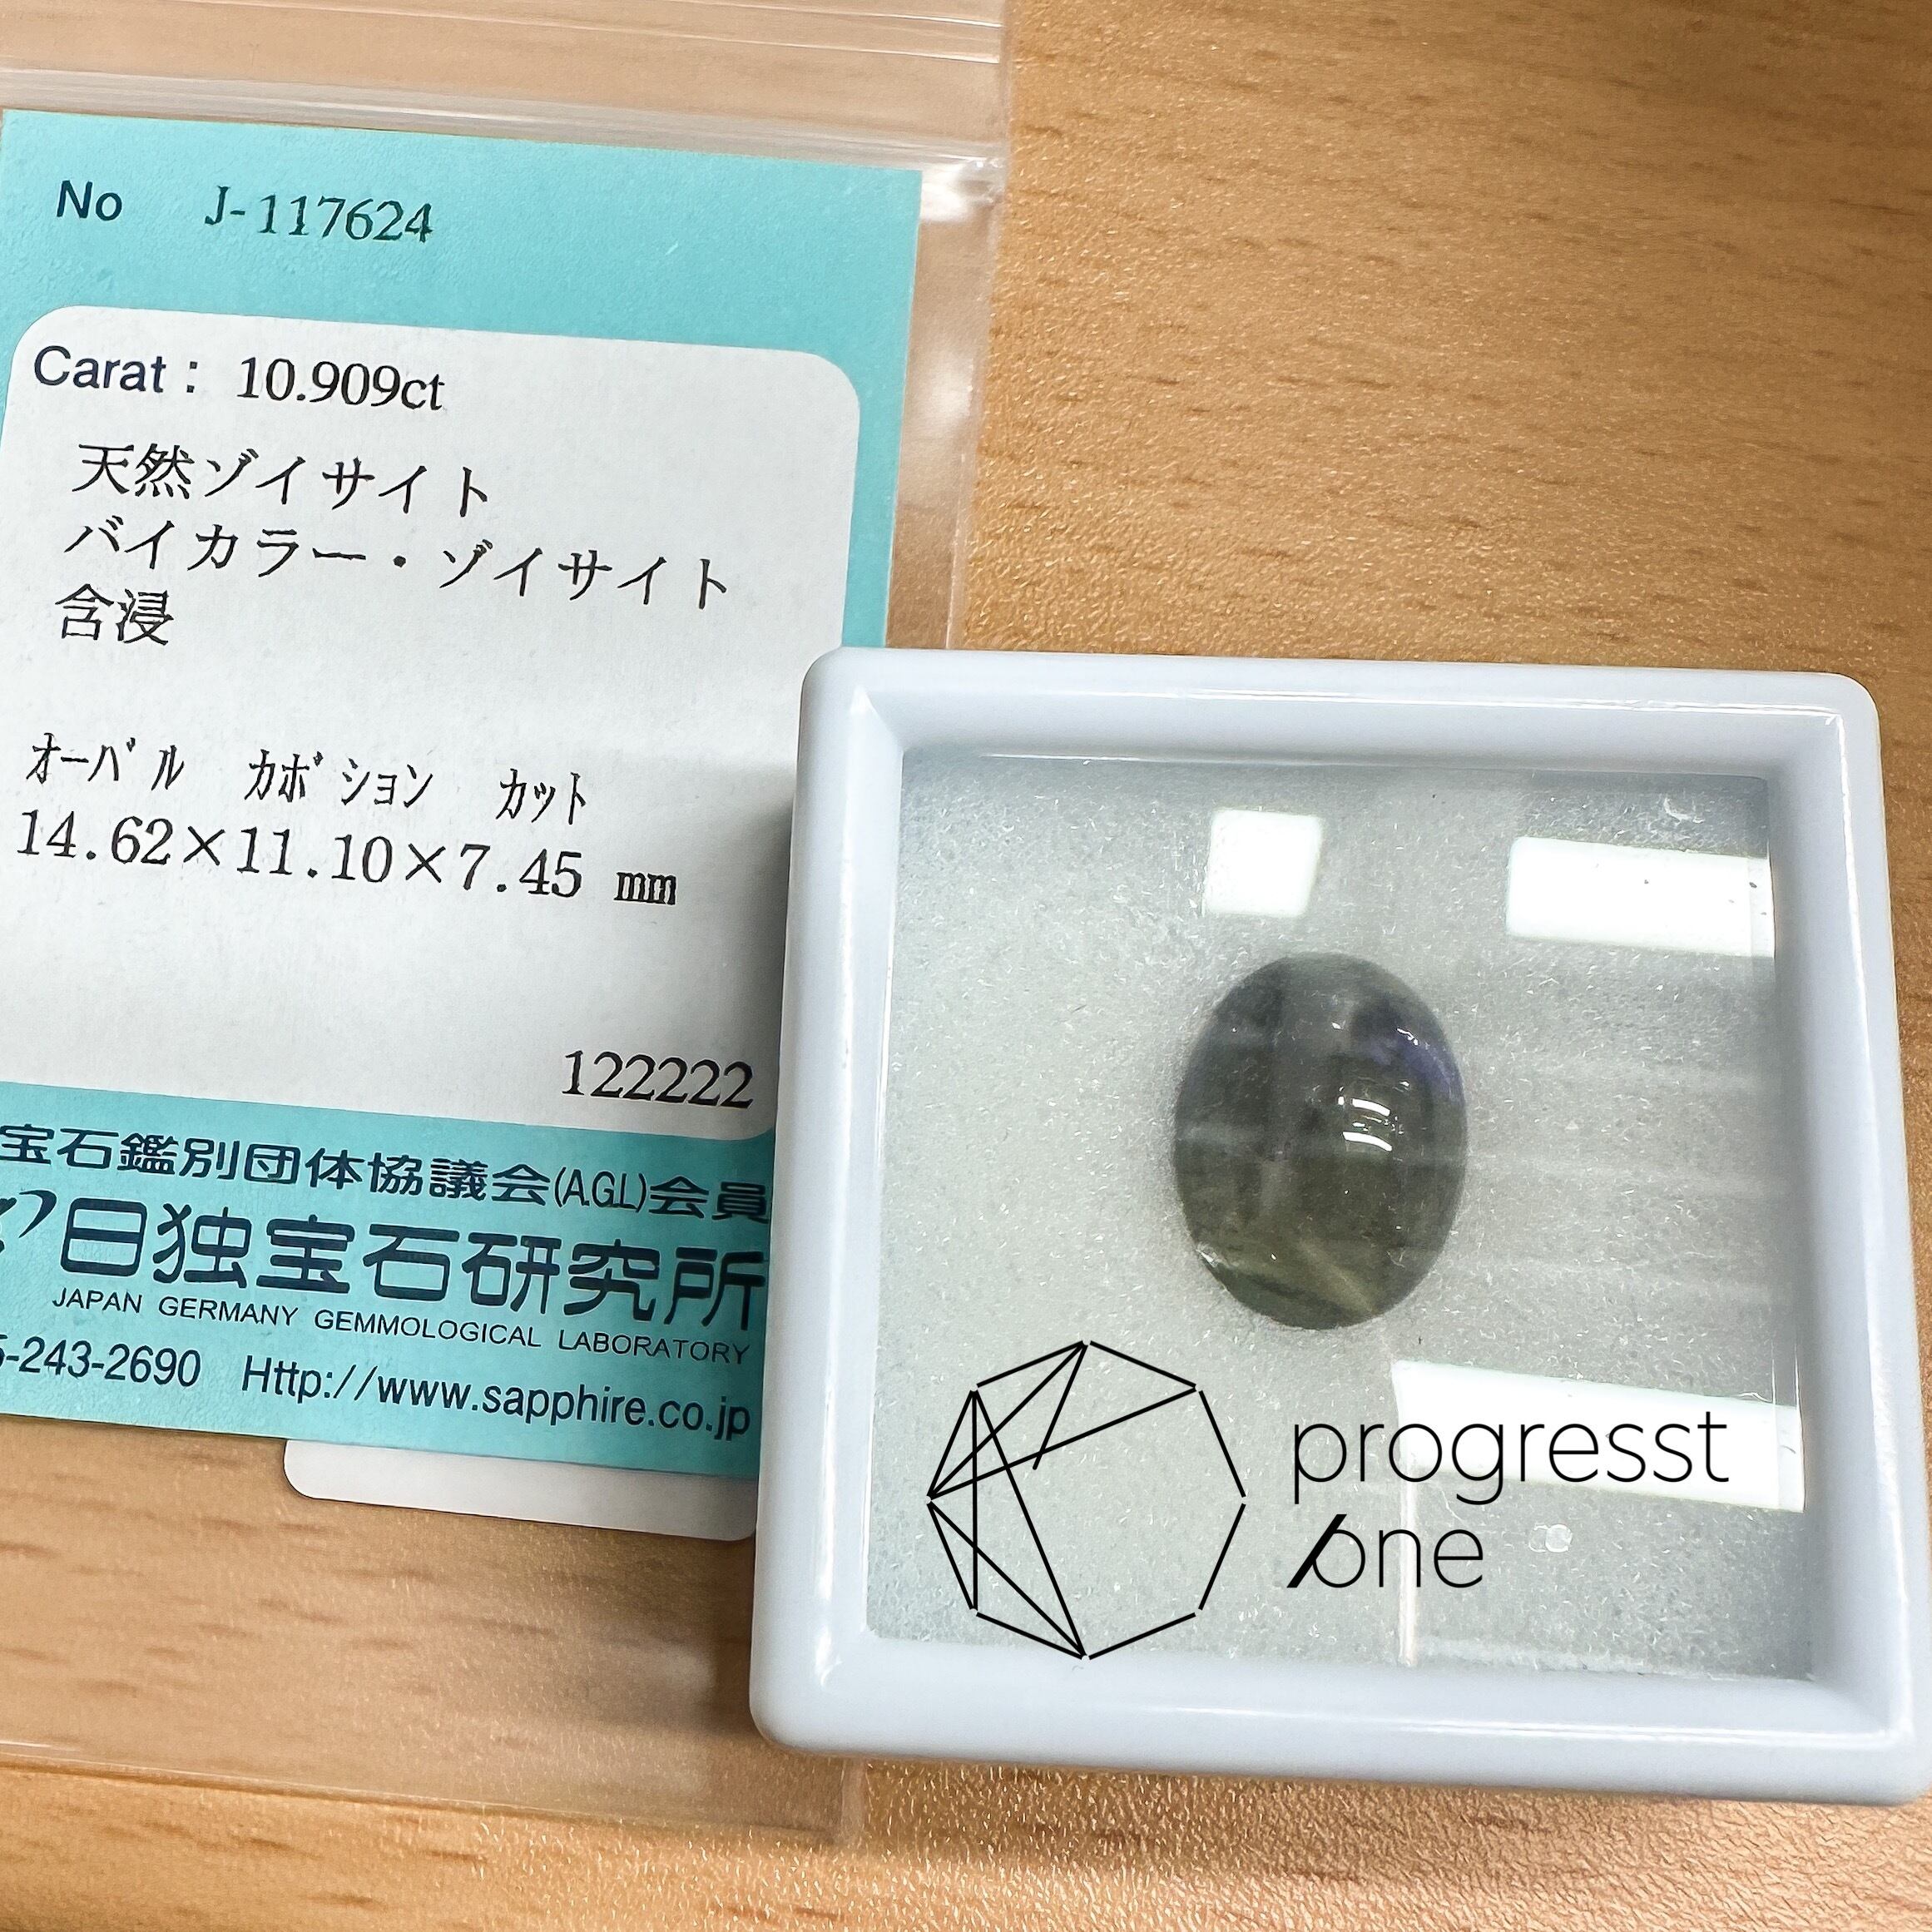 No J-117624
Carat : 10.909ct
天然ゾイサイト
バイカラー・ゾイサイト
含浸
ｵｰﾊﾞﾙ ｶﾎﾞｼｮﾝ ｶｯﾄ
14.62×11.10×7.45 mm
122222
宝石鑑別団体協議会(A.G.L)会員
日独宝石研究所
JAPAN GERMANY GEMMOLOGICAL LABORATORY
-243-2690 Http://www.sapphire.co.jp
progresst
one